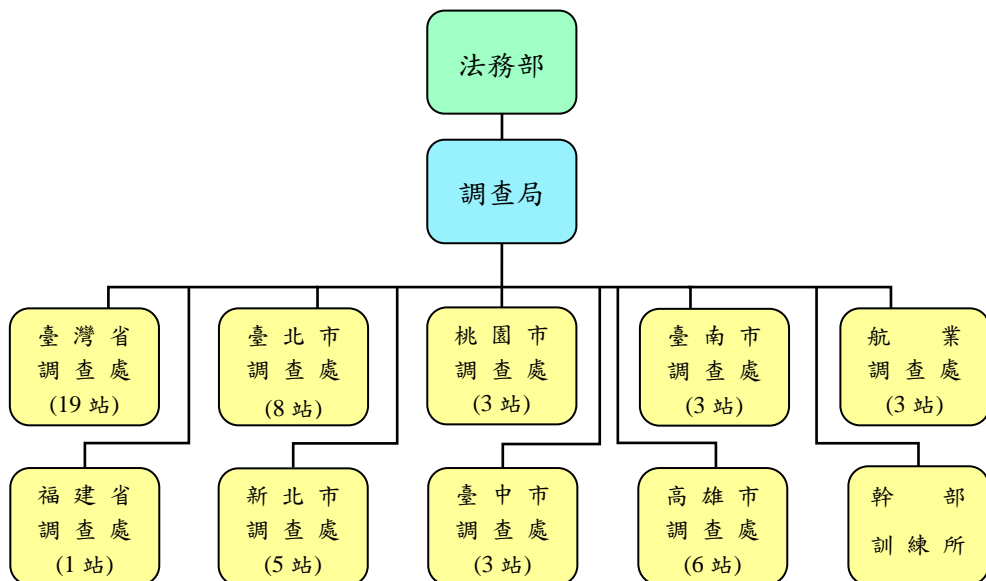 法務部
調查局
臺灣省
調查處
(19 站)
臺北市
調查處
(8 站)
桃園市
調查處
(3 站)
臺南市
調查處
(3 站)
航業
調查處
(3 站)
福建省
調查處
(1 站)
新北市
調查處
(5 站)
臺中市
調查處
(3 站)
高雄市
調查處
(6 站)
幹部
訓練所